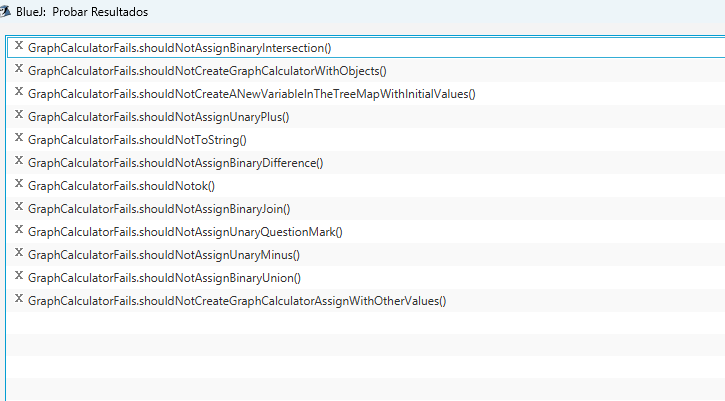 BlueJ: Probar Resultados
X GraphCalculatorFails.shouldNotAssignBinaryIntersection()
X GraphCalculatorFails.shouldNotCreateGraphCalculatorWithObjects()
X GraphCalculatorFails.shouldNotCreateANewVariableInTheTreeMapWithInitialValues()
X GraphCalculatorFails.shouldNotAssignUnaryPlus()
X GraphCalculatorFails.shouldNotToString()
X GraphCalculatorFails.shouldNotAssignBinaryDifference()
X GraphCalculatorFails.shouldNotok()
X GraphCalculatorFails.shouldNotAssignBinaryJoin()
X GraphCalculatorFails.shouldNotAssignUnaryQuestionMark()
X GraphCalculatorFails.shouldNotAssignUnaryMinus()
X GraphCalculatorFails.shouldNotAssignBinaryUnion()
X GraphCalculatorFails.shouldNotCreateGraphCalculatorAssignWithOtherValues()